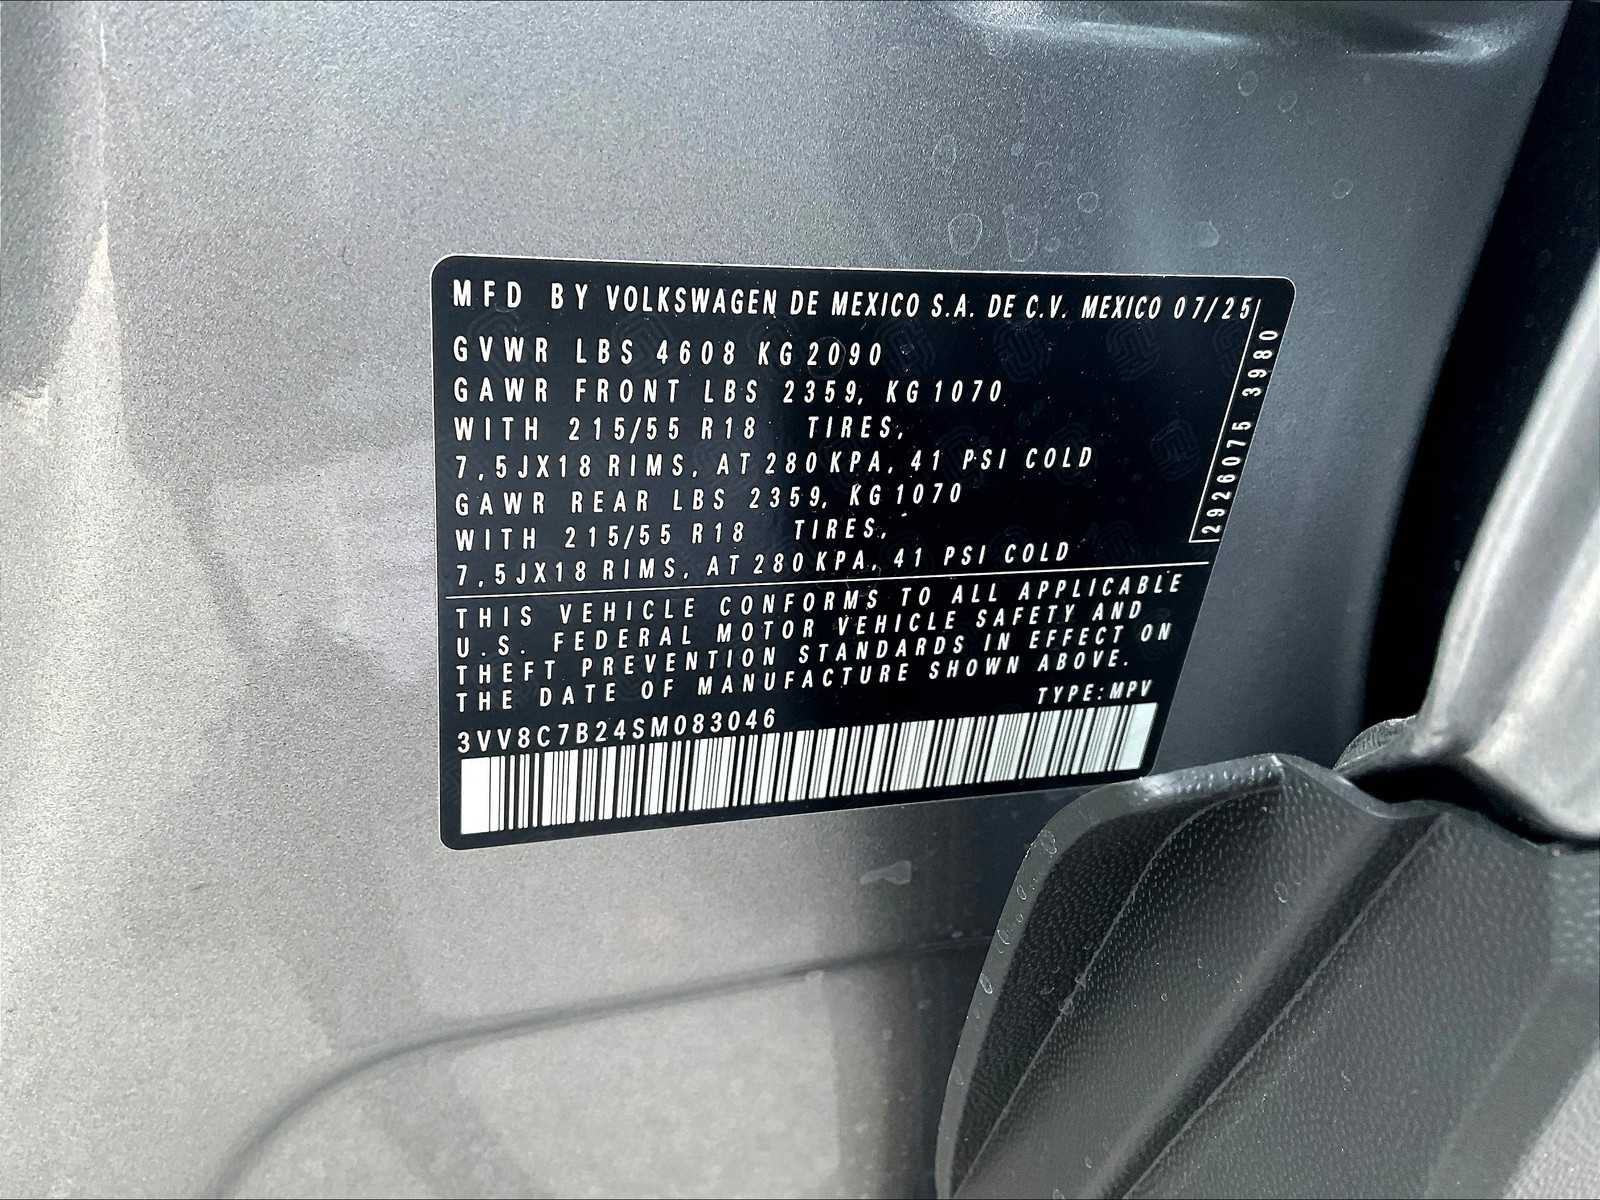 MFD BY VOLKSWAGEN DE MEXICO S.A. DE C.V. MEXICO 07/25
GVWR LBS 4608 KG 2090
GAWR FRONT LBS 2359, KG 1070
WITH 215/55 R18 TIRES,
7,5JX18 RIMS, AT 280 KPA, 41 PSI COLD
GAWR REAR LBS 2359, KG 1070
WITH 215/55 R18 TIRES,
7,5JX18 RIMS, AT 280 KPA, 41 PSI COLD
2926075 3980
THIS VEHICLE CONFORMS TO ALL APPLICABLE
U.S. FEDERAL MOTOR VEHICLE SAFETY AND
THEFT PREVENTION STANDARDS IN EFFECT ON
THE DATE OF MANUFACTURE SHOWN ABOVE.
TYPE: MPV
3VV8C7B24SM083046